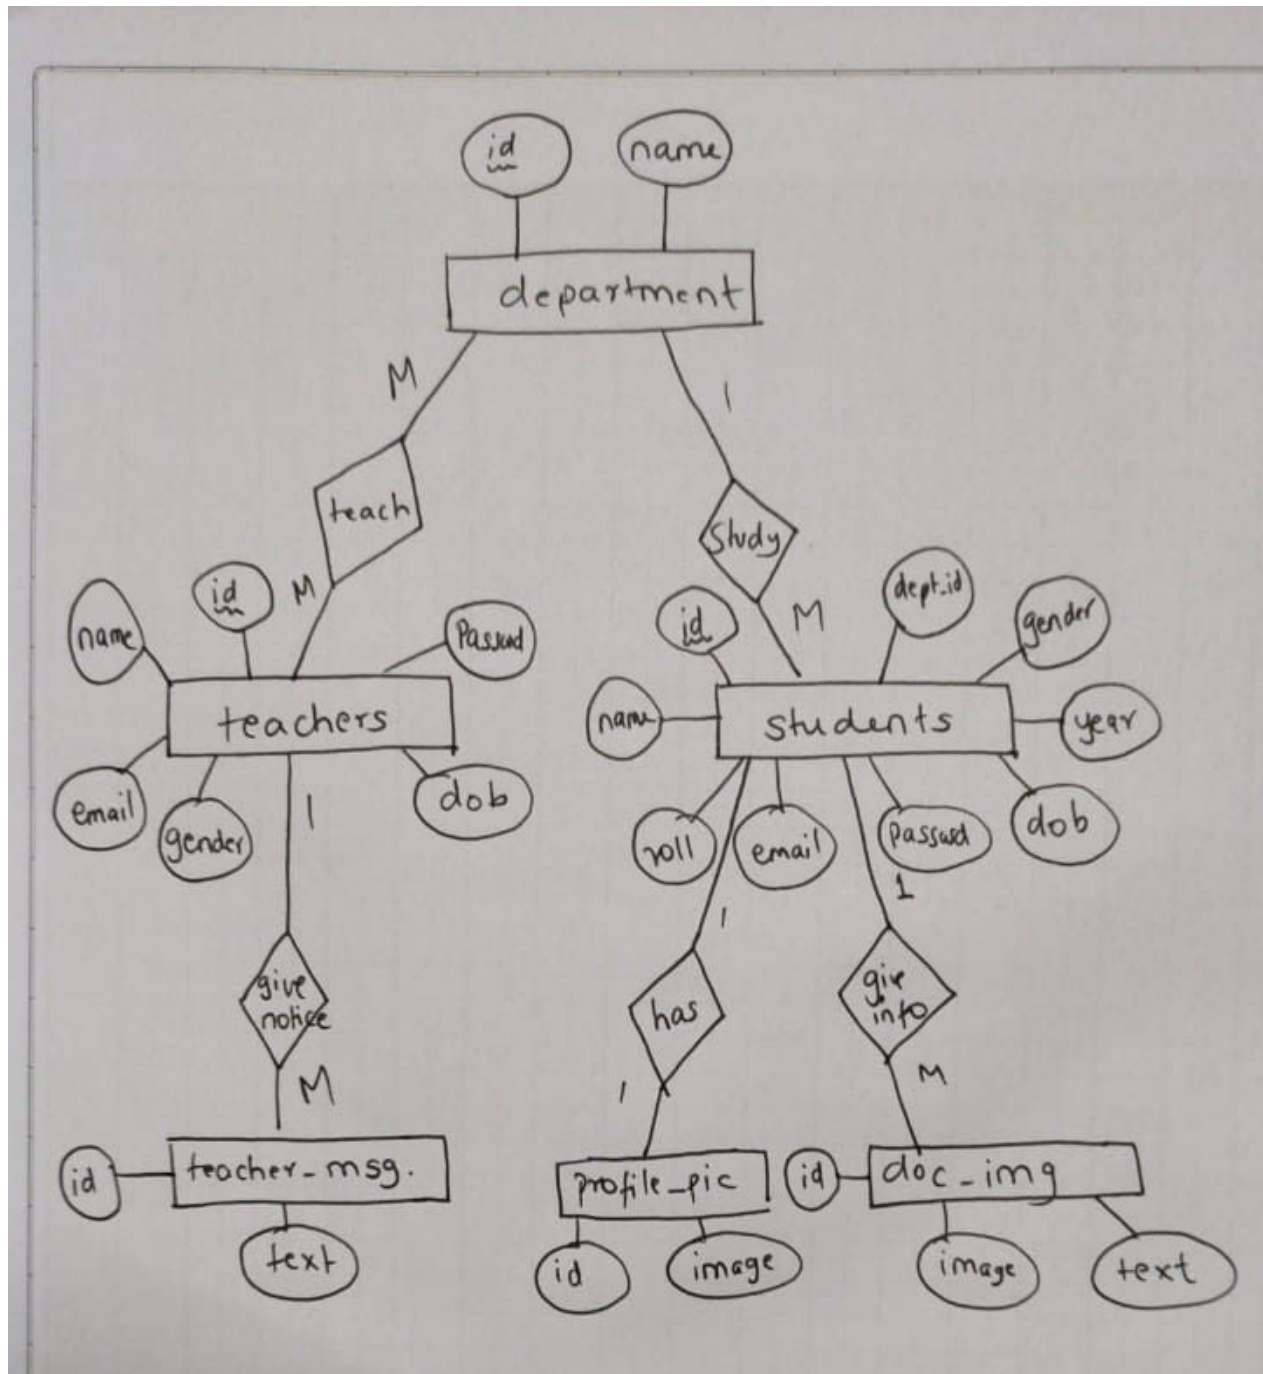 id
name
department
M
1
teach
Study
M
M
name
id
Passwd
id
dept_id
gender
teachers
name
students
year
email
gender
1
dob
roll
email
passwd
dob
1
1
give
notice
has
give
info
M
1
M
id
teacher_msg.
profile_pic
id
doc_img
text
id
image
image
text